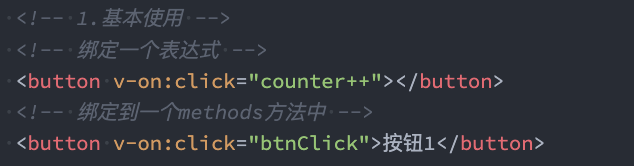 <!-- 1.基本使用 -->
<!-- 绑定一个表达式 -->
<button v-on:click="counter++"></button>
<!-- 绑定到一个methods方法中 -->
<button v-on:click="btnClick">按钮1</button>